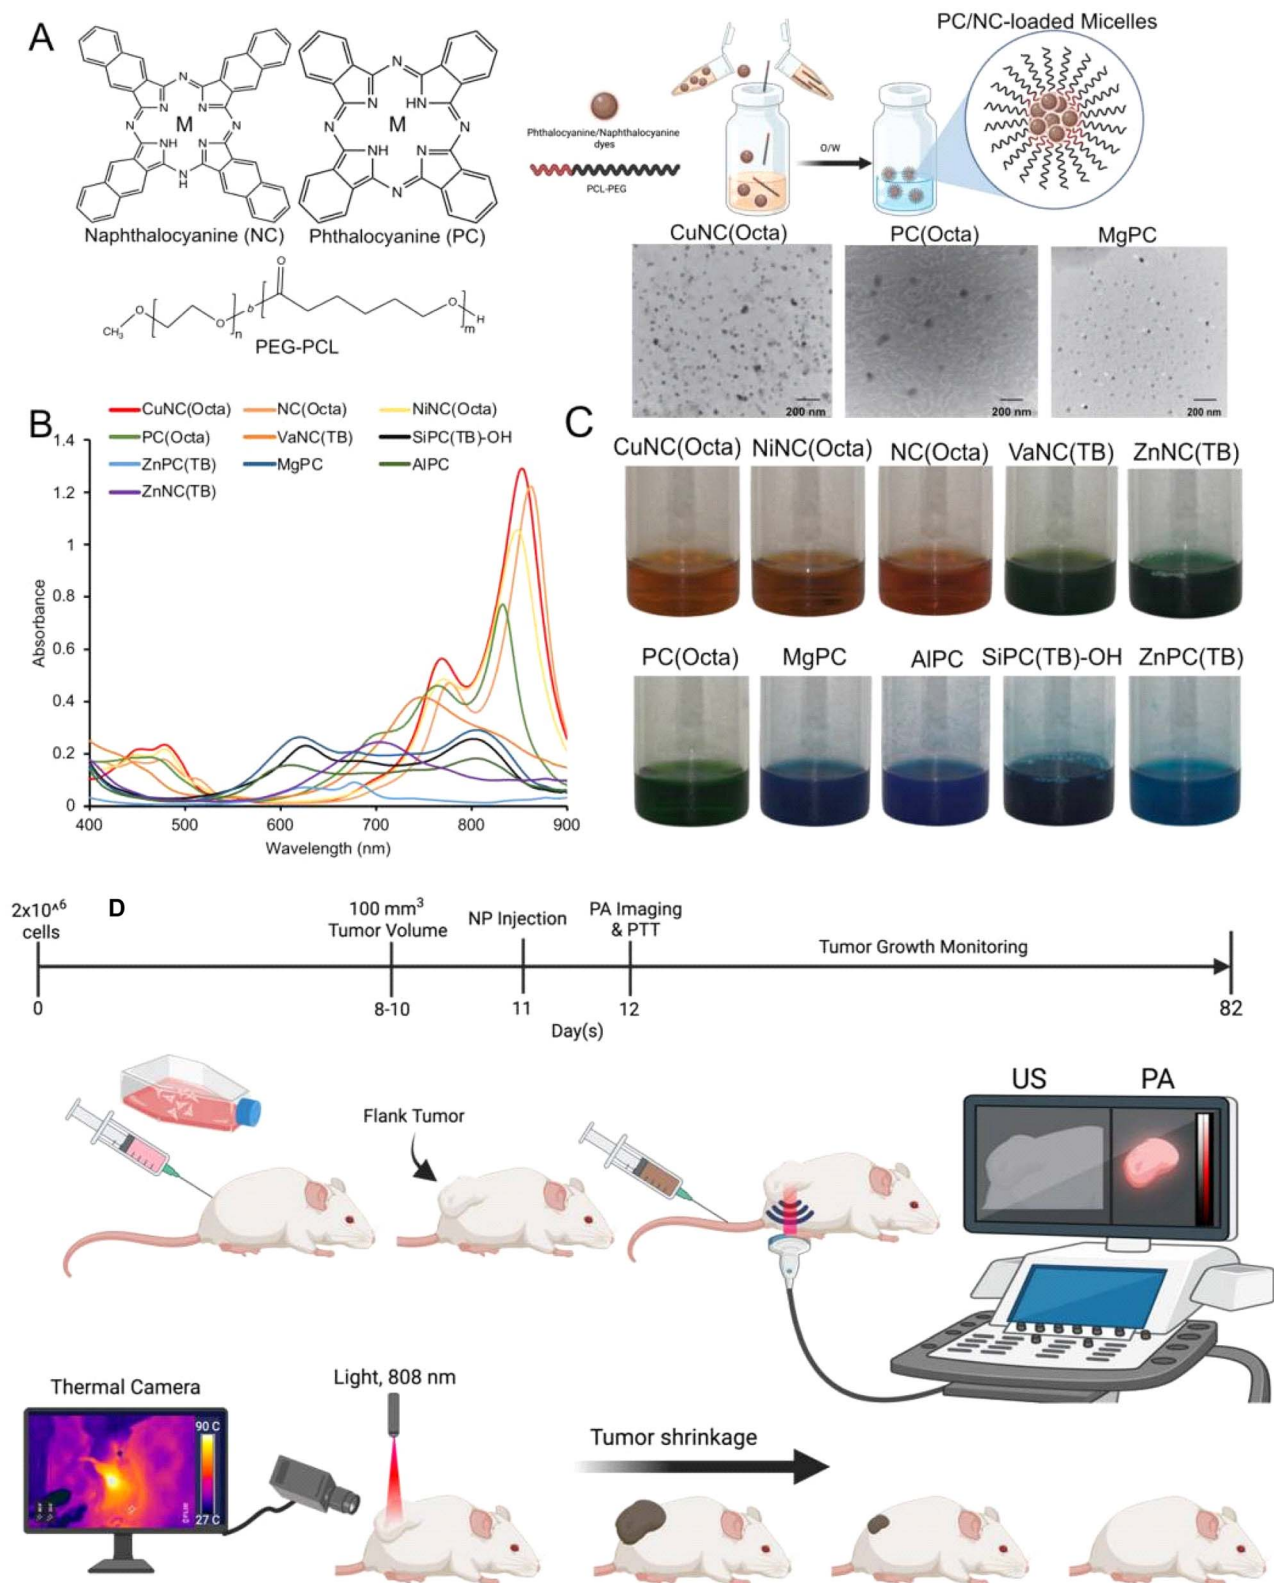 A
M
N
N
N
N
N
NH
N
N
H
Naphthalocyanine (NC)
M
N
N
HN
N
N
NH
N
N
Phthalocyanine (PC)
CH3
O
O
n
b
O
O
m
H
PEG-PCL
PC/NC-loaded Micelles
Phthalocyanine/Naphthalocyanine
dyes
PCL-PEG
O/W
CuNC(Octa)
PC(Octa)
MgPC
200 nm
200 nm
200 nm
B
CuNC(Octa)
NC(Octa)
NiNC(Octa)
PC(Octa)
VaNC(TB)
SiPC(TB)-OH
ZnPC(TB)
MgPC
AlPC
ZnNC(TB)
1.4
1.2
1
0.8
0.6
0.4
0.2
0
Absorbance
400
500
600
700
800
900
Wavelength (nm)
C
CuNC(Octa)
NiNC(Octa)
NC(Octa)
VaNC(TB)
ZnNC(TB)
PC(Octa)
MgPC
AlPC
SiPC(TB)-OH
ZnPC(TB)
D
2x10^6
cells
100 mm3
Tumor Volume
NP Injection
PA Imaging
& PTT
Tumor Growth Monitoring
0
8-10
11
12
82
Day(s)
Flank Tumor
US
PA
Thermal Camera
90 C
27 C
Light, 808 nm
Tumor shrinkage